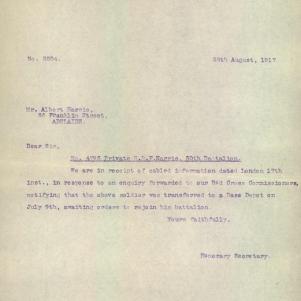 August, 1917
Mr. Albert Harris,
Franklin Street,
ADELAIDE.
Dear Sir,
Private Harris, 50th Battalion.
We are in receipt of cabled information dated London 17th
inst., in response to an enquiry forwarded to our Red Cross Commissioners,
notifying that the above soldier was transferred to a Base Depot on
July 9th, awaiting orders to rejoin his battalion.
Yours faithfully,
Honorary Secretary.